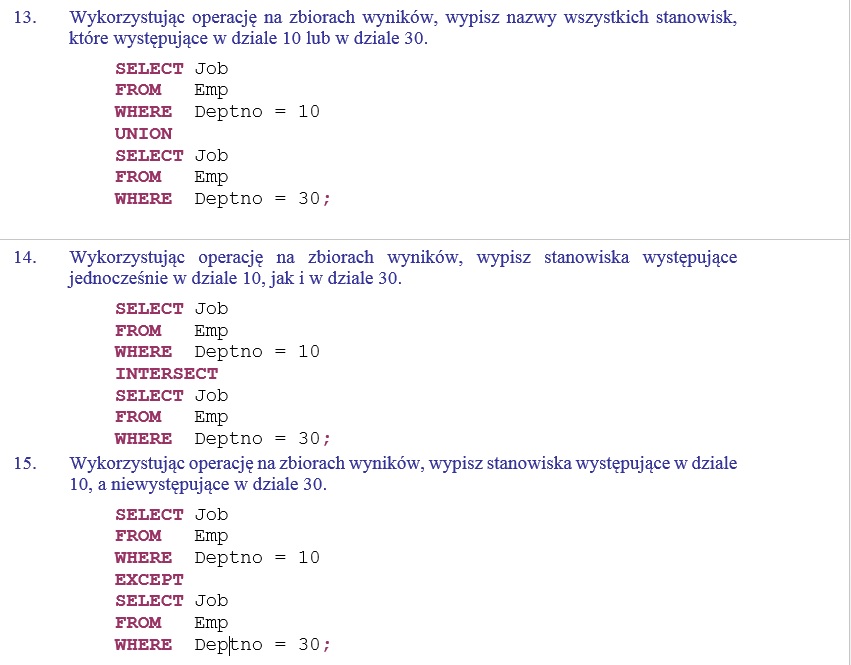 13. Wykorzystując operację na zbiorach wyników, wypisz nazwy wszystkich stanowisk,
które występujące w dziale 10 lub w dziale 30.
SELECT Job
FROM Emp
WHERE Deptno = 10
UNION
SELECT Job
FROM Emp
WHERE Deptno = 30;
14. Wykorzystując operację na zbiorach wyników, wypisz stanowiska występujące
jednocześnie w dziale 10, jak i w dziale 30.
SELECT Job
FROM Emp
WHERE Deptno = 10
INTERSECT
SELECT Job
FROM Emp
WHERE Deptno = 30;
15. Wykorzystując operację na zbiorach wyników, wypisz stanowiska występujące w dziale
10, a niewystępujące w dziale 30.
SELECT Job
FROM Emp
WHERE Deptno = 10
EXCEPT
SELECT Job
FROM Emp
WHERE Deptno = 30;